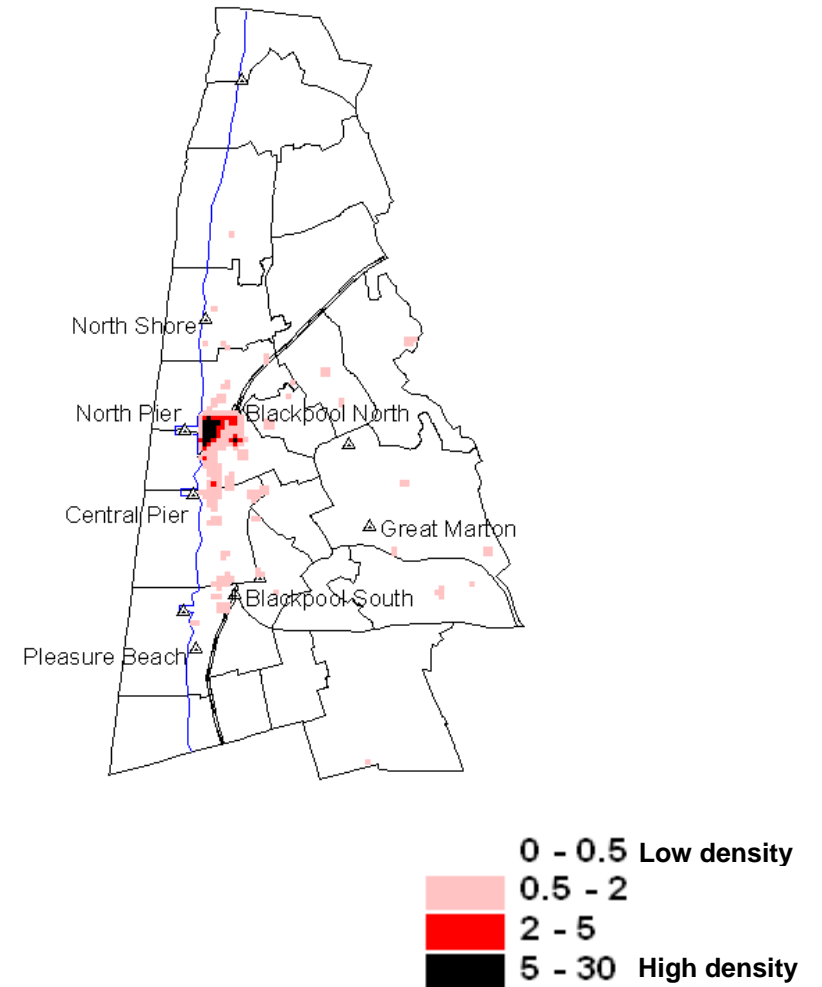 North Shore
North Pier
Blackpool North
Central Pier
Great Marton
Blackpool South
Pleasure Beach
0 - 0.5 Low density
0.5 - 2
2 - 5
5 - 30 High density